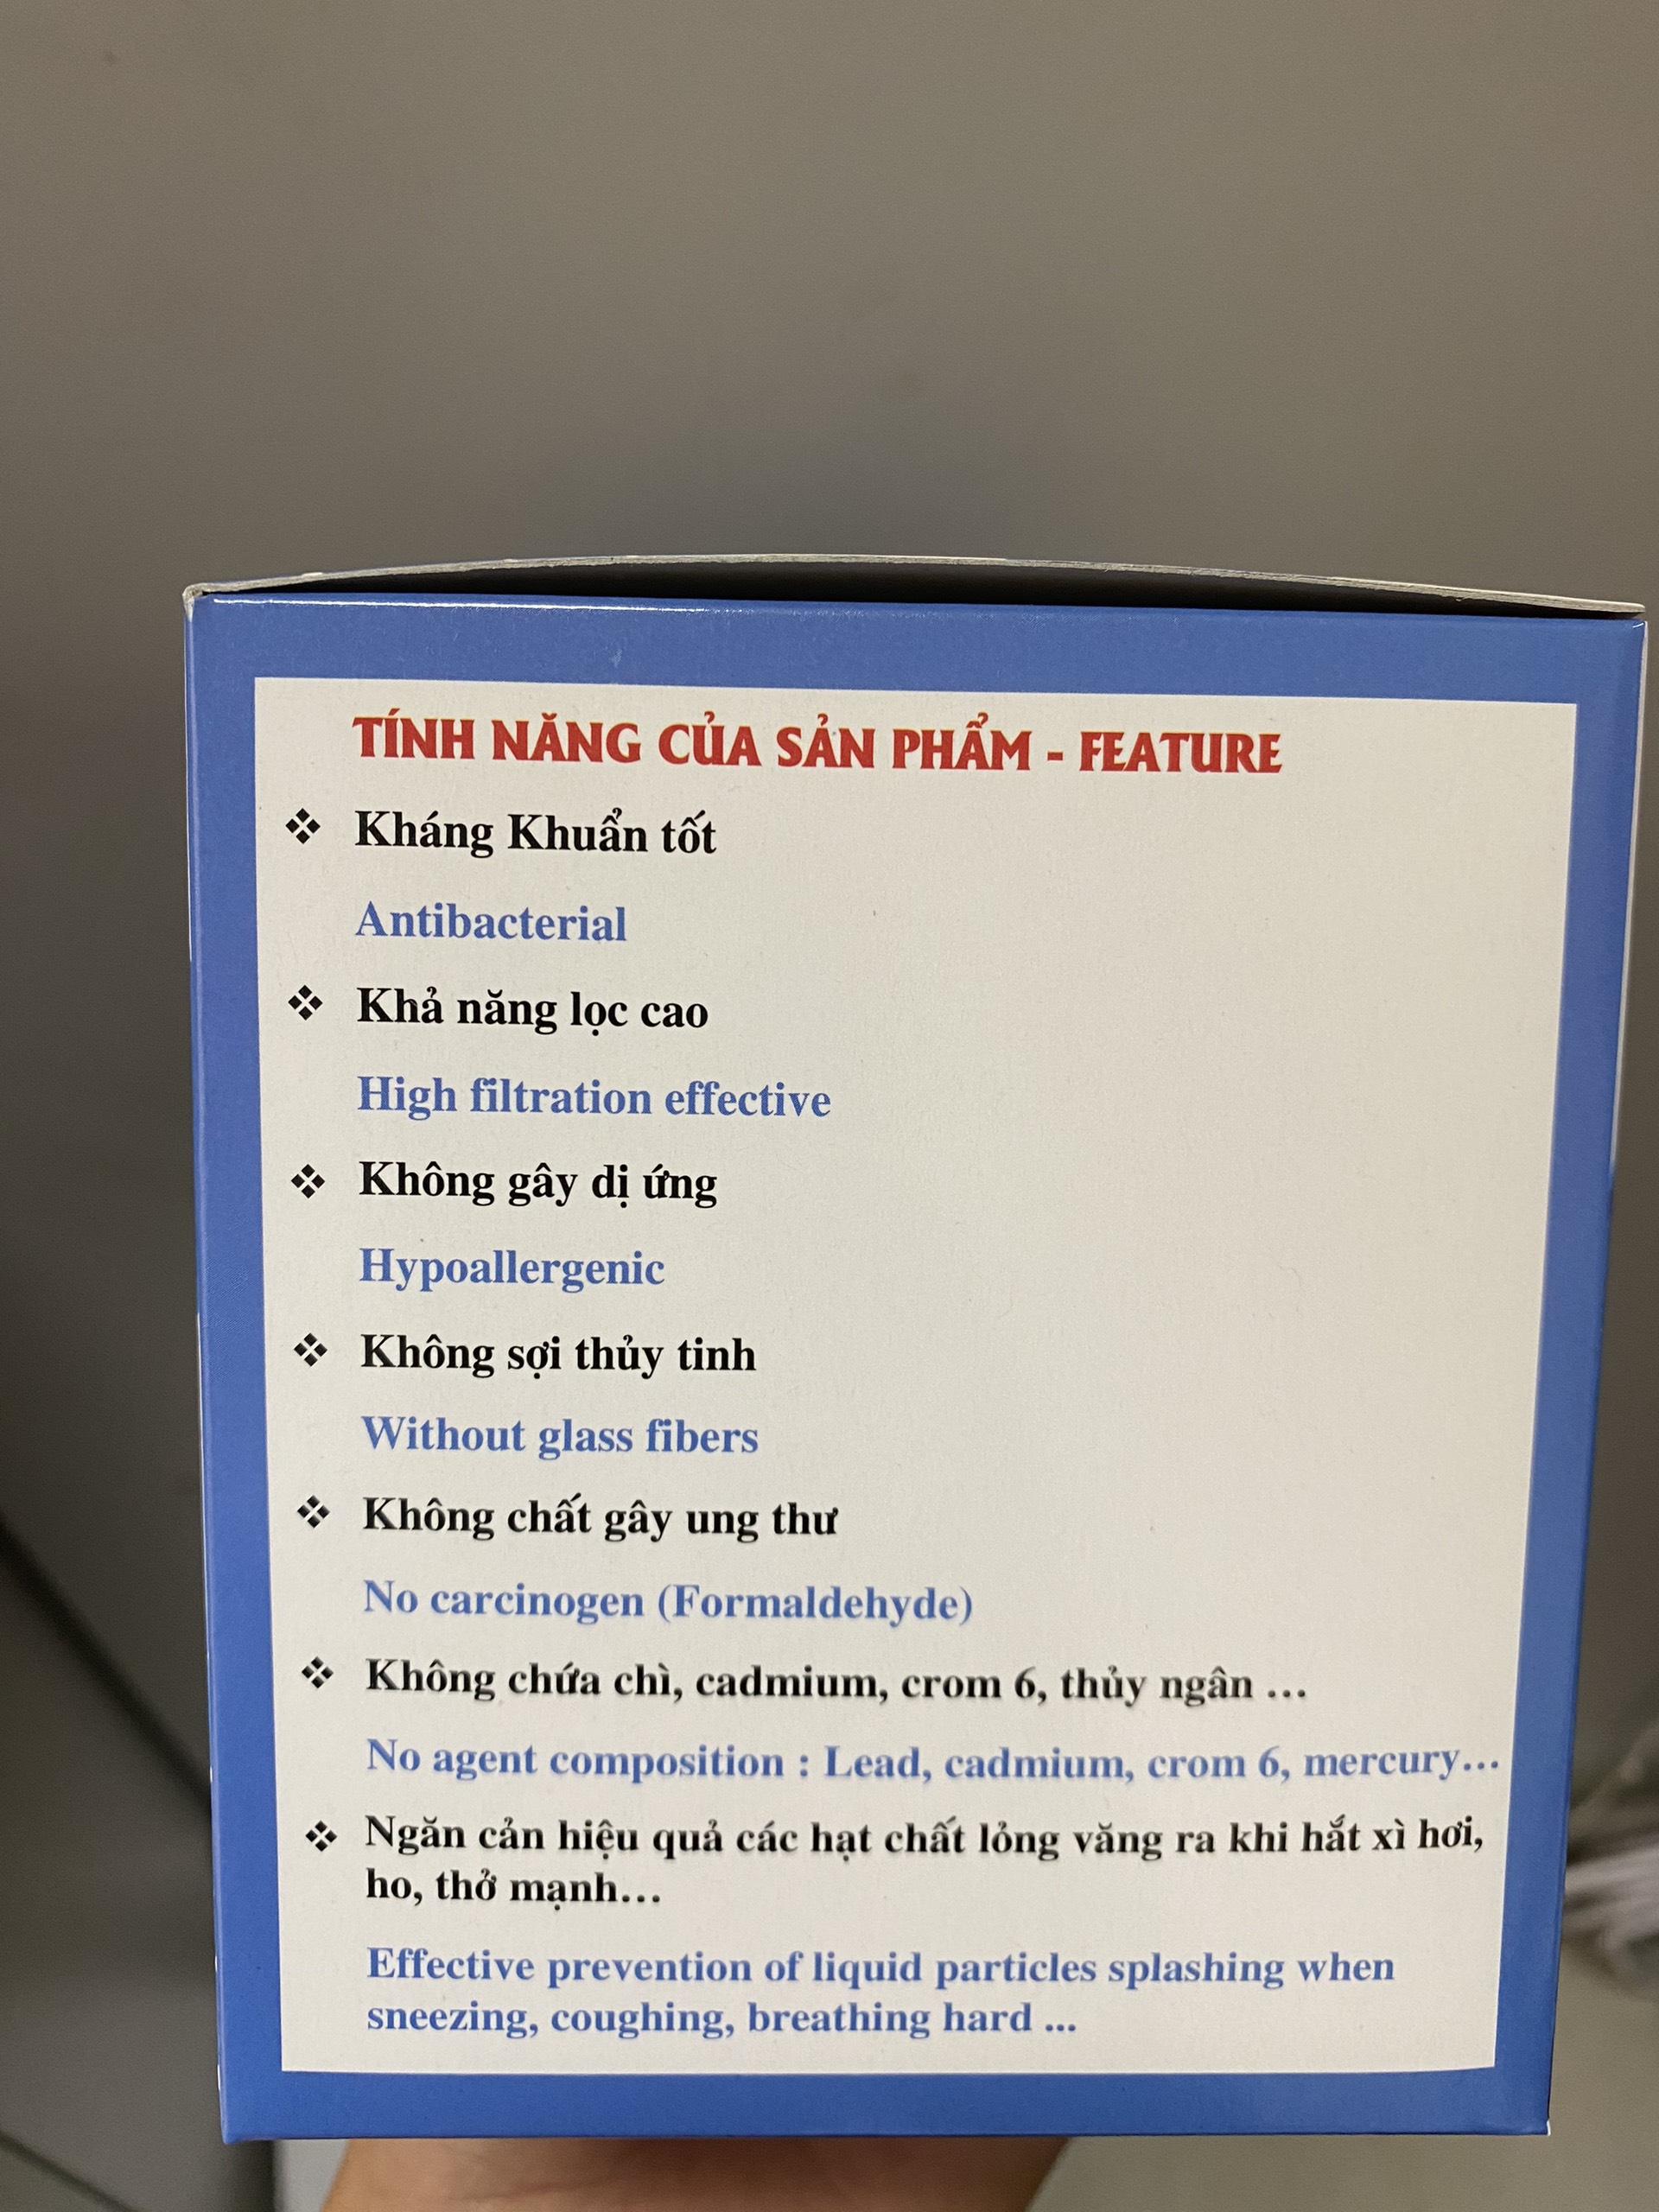 TÍNH NĂNG CỦA SẢN PHẨM - FEATURE
❖ Kháng Khuẩn tốt
Antibacterial
❖ Khả năng lọc cao
High filtration effective
❖ Không gây dị ứng
Hypoallergenic
❖ Không sợi thủy tinh
Without glass fibers
❖ Không chất gây ung thư
No carcinogen (Formaldehyde)
❖ Không chứa chì, cadmium, crom 6, thủy ngân ...
No agent composition : Lead, cadmium, crom 6, mercury...
❖ Ngăn cản hiệu quả các hạt chất lỏng văng ra khi hắt xì hơi,
ho, thở mạnh...
Effective prevention of liquid particles splashing when
sneezing, coughing, breathing hard ...